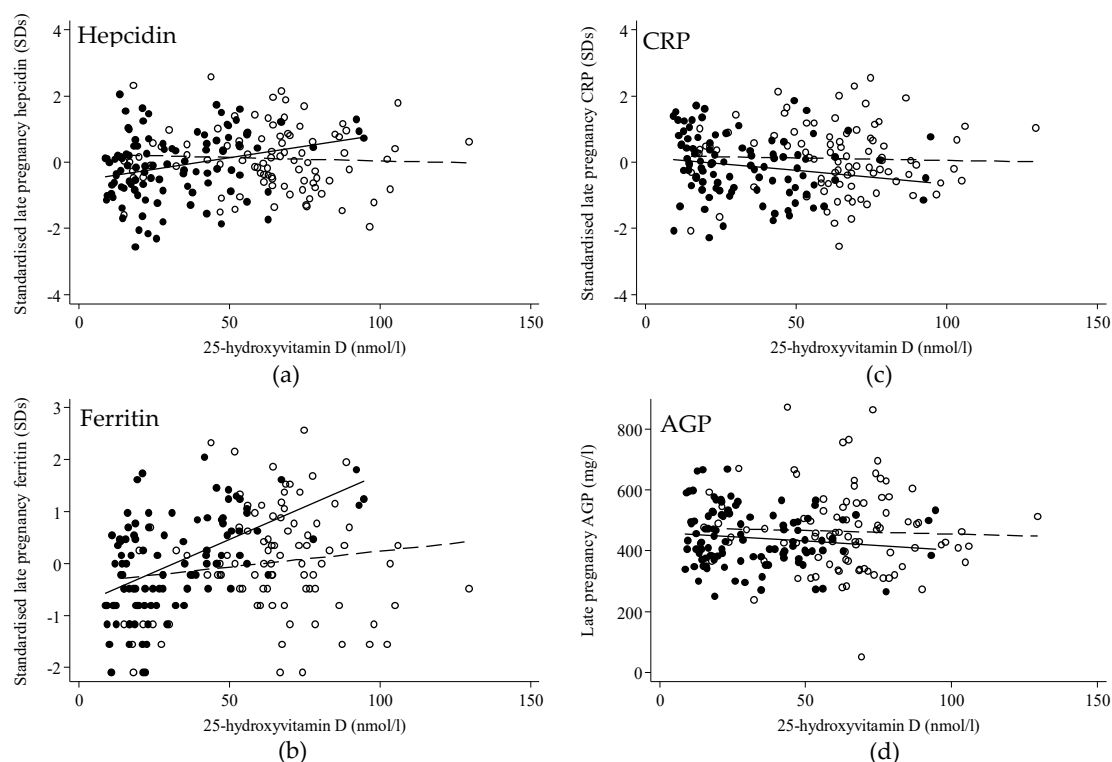 Hepcidin
Standardised late pregnancy hepcidin (SDs)
4
2
0
-2
-4
0 50 100 150
25-hydroxyvitamin D (nmol/l)
(a)
CRP
Standardised late pregnancy CRP (SDs)
4
2
0
-2
-4
0 50 100 150
25-hydroxyvitamin D (nmol/l)
(c)
Ferritin
Standardised late pregnancy ferritin (SDs)
3
2
1
0
-1
-2
0 50 100 150
25-hydroxyvitamin D (nmol/l)
(b)
AGP
Late pregnancy AGP (mg/l)
800
600
400
200
0
0 50 100 150
25-hydroxyvitamin D (nmol/l)
(d)